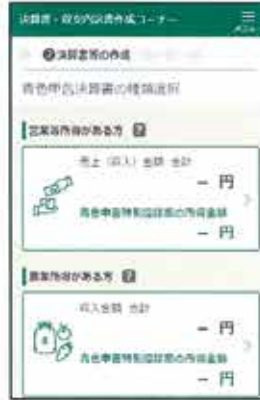 決算書・収支内訳書作成コーナー
メニュー
❷決算書等の作成
青色申告決算書の種類選択
営業等所得がある方 ?
売上（収入）金額 合計
－ 円
青色申告特別控除前の所得金額
－ 円
農業所得がある方 ?
収入金額 合計
－ 円
青色申告特別控除前の所得金額
－ 円